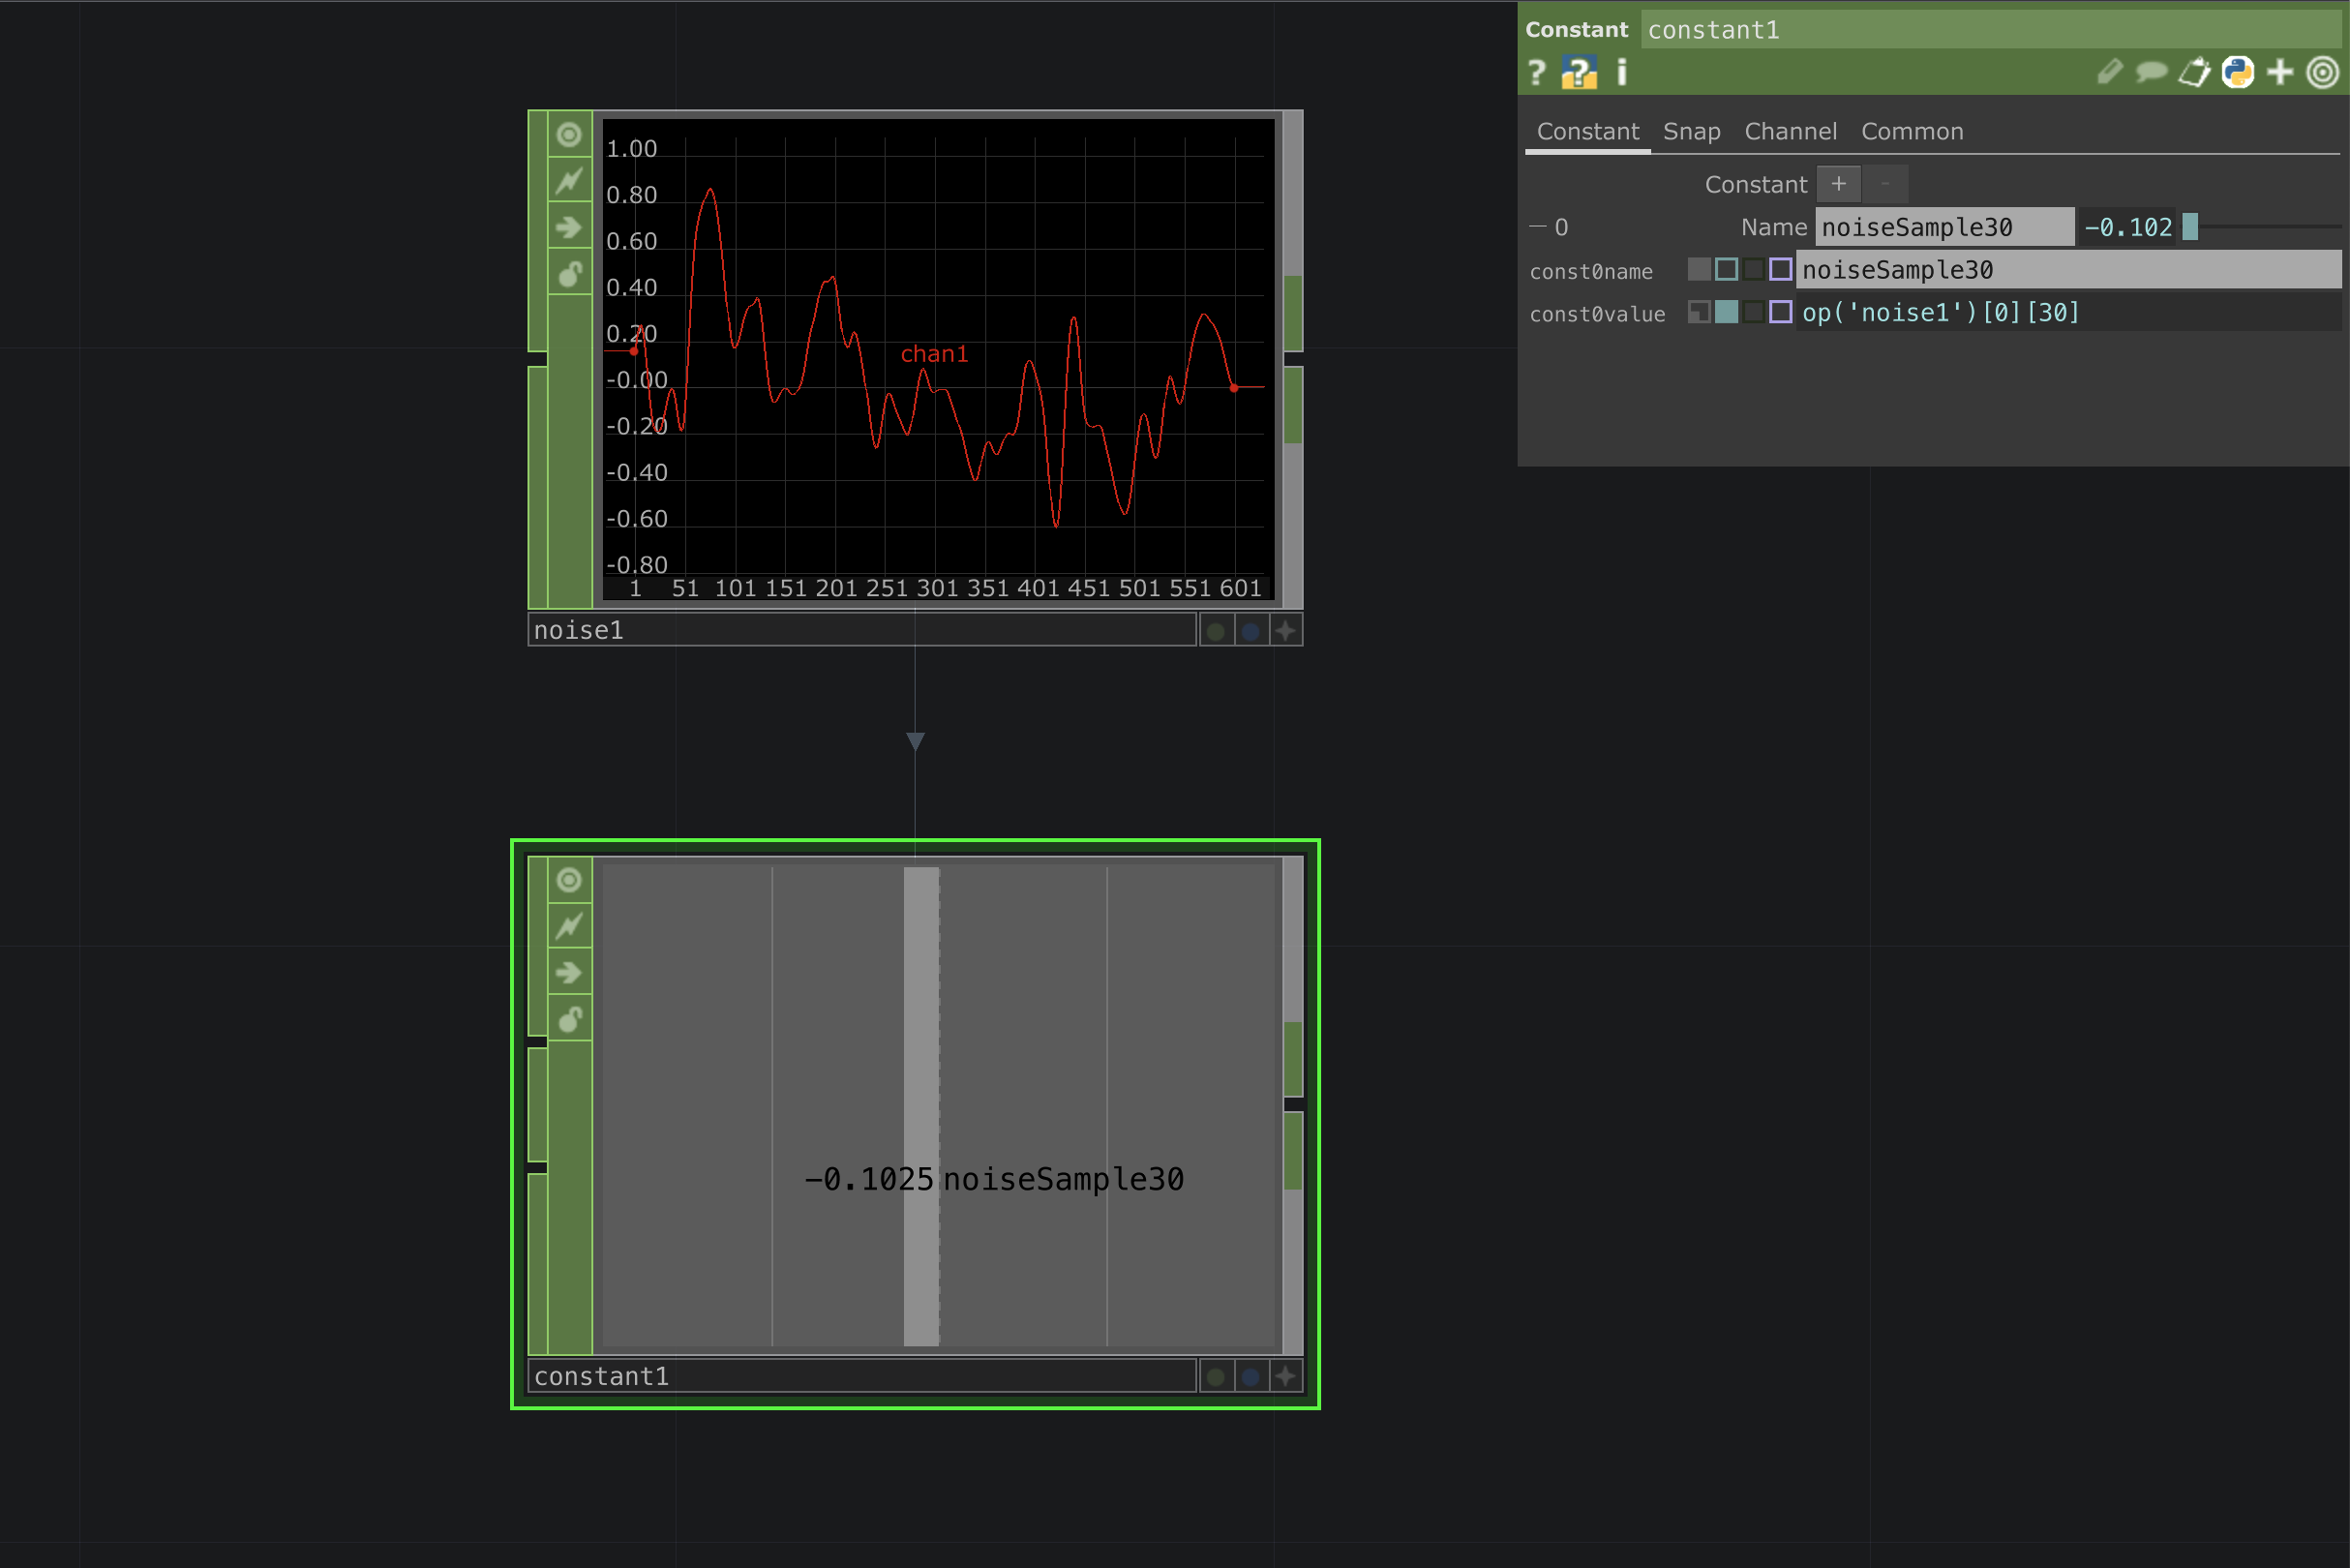 Constant constant1
? ? i
Constant Snap Channel Common
Constant + -
0 Name noiseSample30 -0.102
const0name noiseSample30
const0value op('noise1')[0][30]
1.00
0.80
0.60
0.40
0.20
-0.00
-0.20
-0.40
-0.60
-0.80
chan1
1 51 101 151 201 251 301 351 401 451 501 551 601
noise1
-0.1025 noiseSample30
constant1